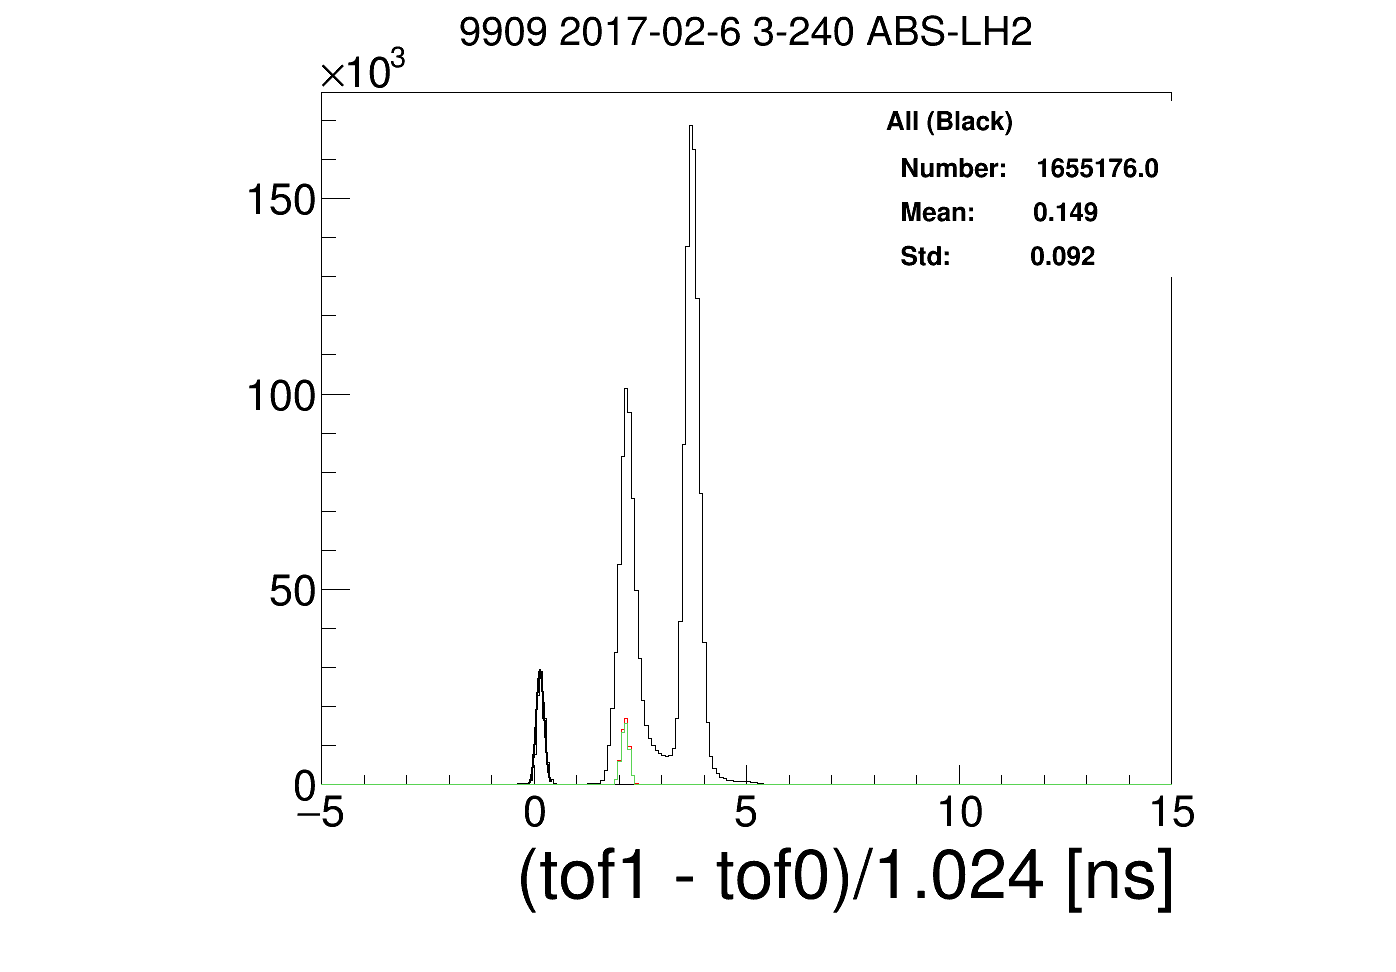 9909 2017-02-6 3-240 ABS-LH2
×10³
All (Black)
Number: 1655176.0
Mean: 0.149
Std: 0.092
150
100
50
0
−5 0 5 10 15
(tof1 - tof0)/1.024 [ns]